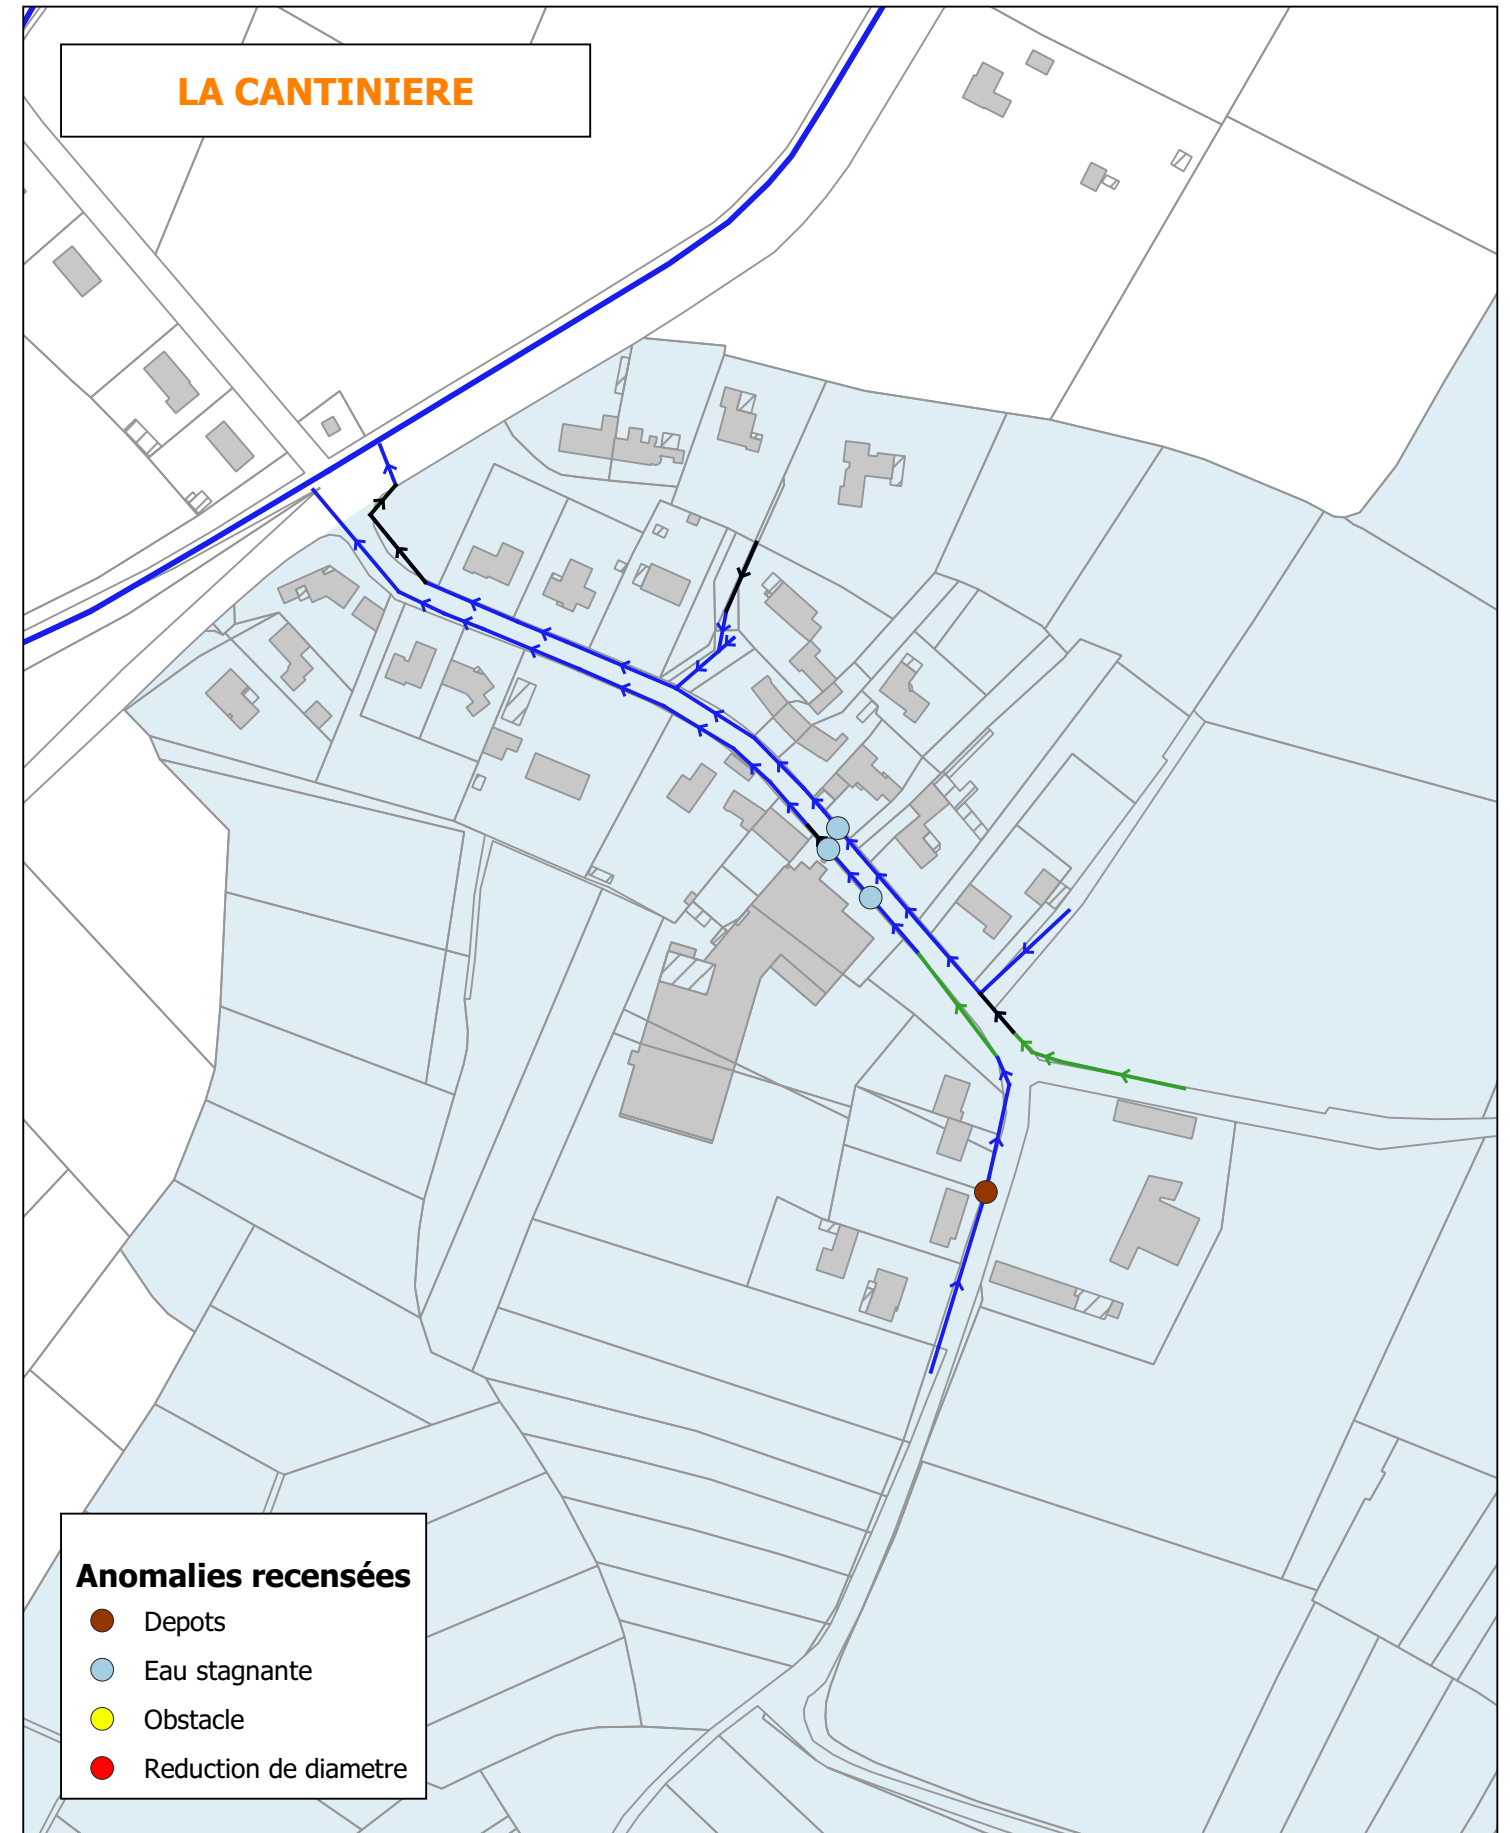 LA CANTINIERE
Anomalies recensées
Depots
Eau stagnante
Obstacle
Reduction de diametre